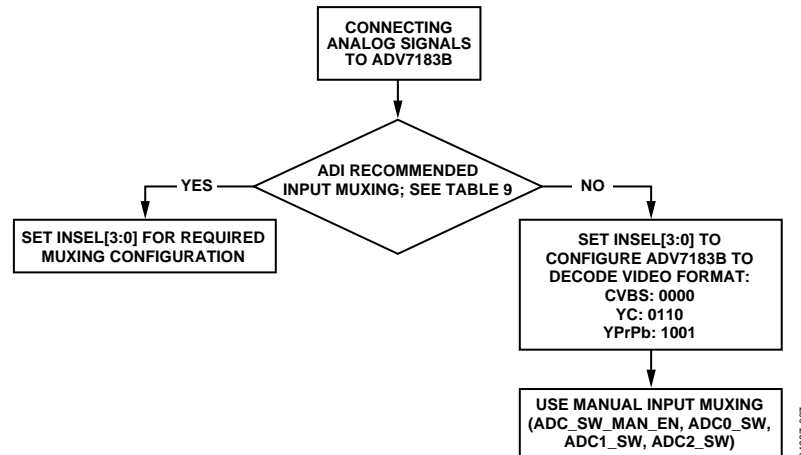 CONNECTING
ANALOG SIGNALS
TO ADV7183B
ADI RECOMMENDED
INPUT MUXING; SEE TABLE 9
YES
NO
SET INSEL[3:0] FOR REQUIRED
MUXING CONFIGURATION
SET INSEL[3:0] TO
CONFIGURE ADV7183B TO
DECODE VIDEO FORMAT:
CVBS: 0000
YC: 0110
YPrPb: 1001
USE MANUAL INPUT MUXING
(ADC_SW_MAN_EN, ADC0_SW,
ADC1_SW, ADC2_SW)